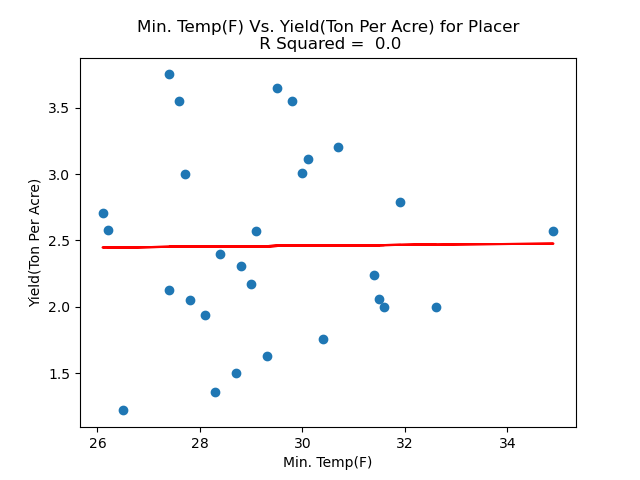 Min. Temp(F) Vs. Yield(Ton Per Acre) for Placer
R Squared =  0.0
3.5
3.0
2.5
2.0
1.5
Yield(Ton Per Acre)
26
28
30
32
34
Min. Temp(F)